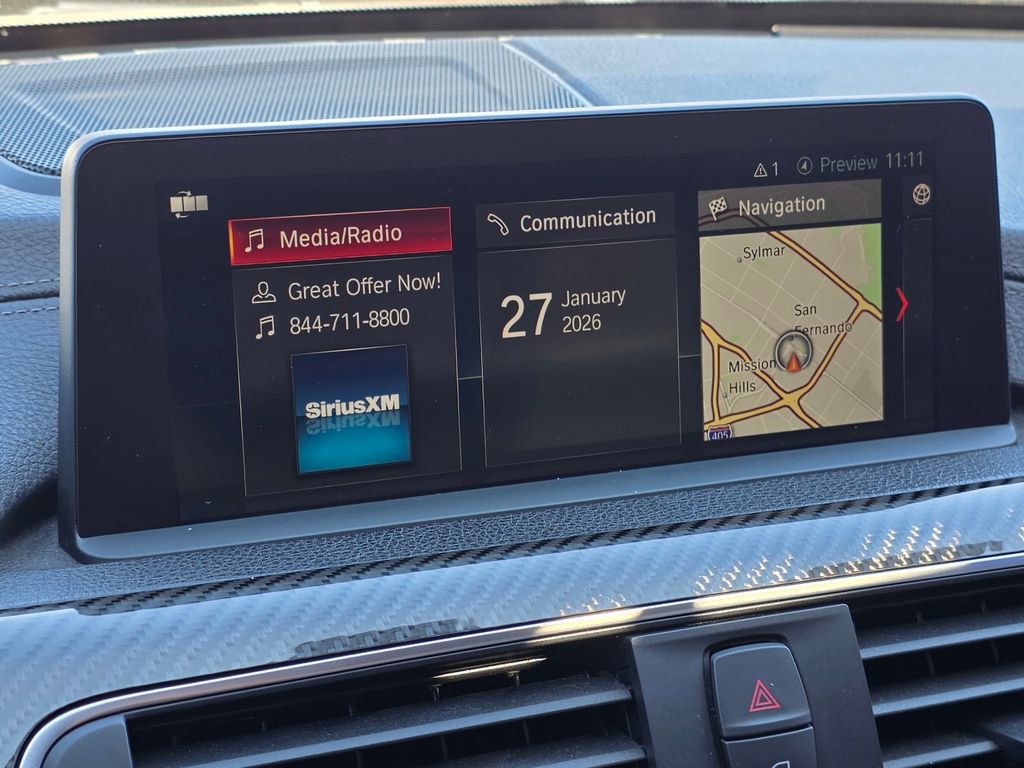 1 Preview 11:11
Media/Radio
Great Offer Now!
844-711-8800
SiriusXM
Communication
27 January
2026
Navigation
Sylmar
San
Fernando
Mission
Hills
405